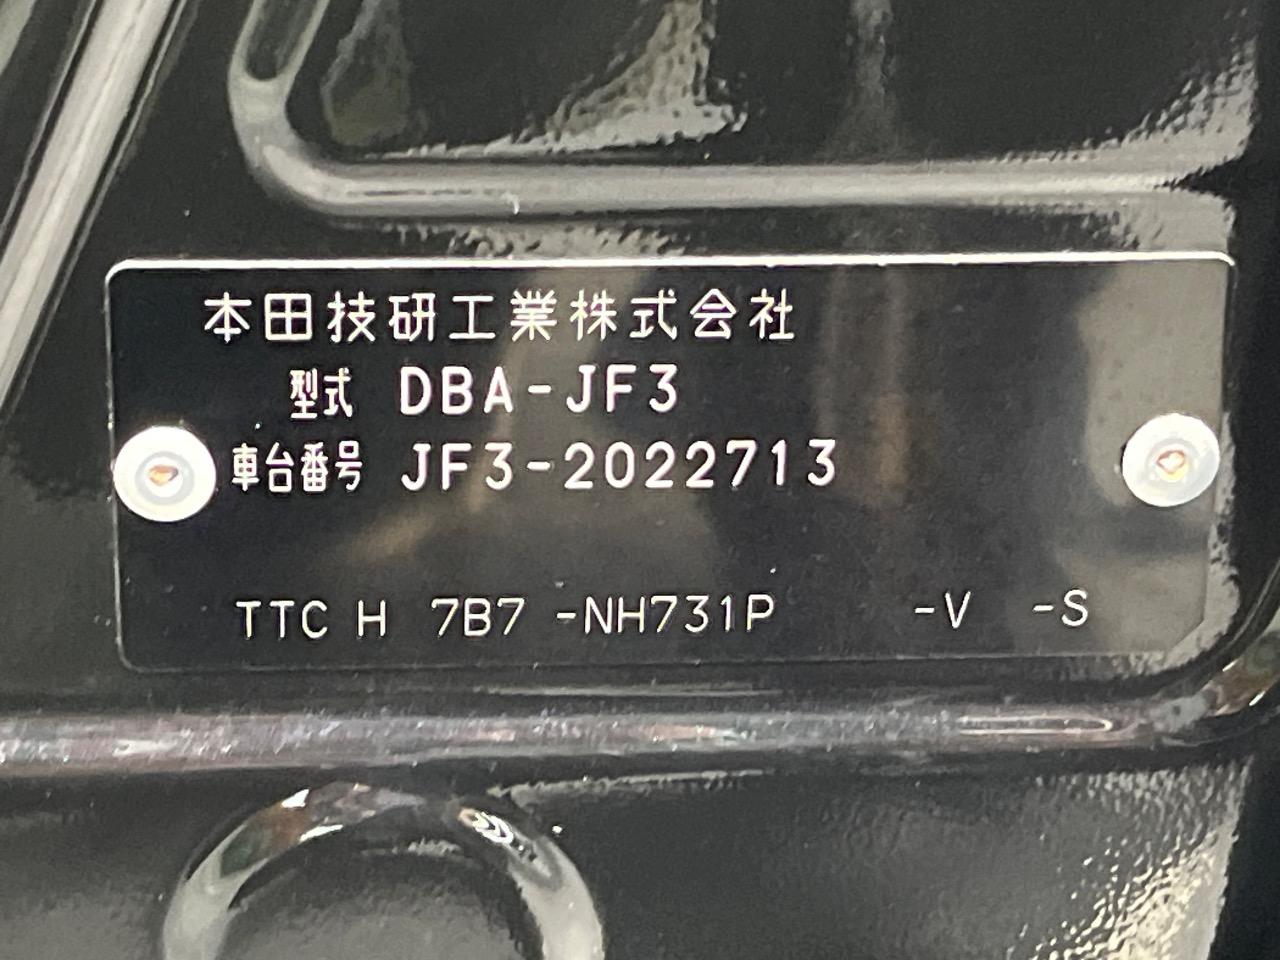 本田技研工業株式会社
型式 DBA-JF3
車台番号 JF3-2022713
TTC H 7B7 -NH731P -V -S